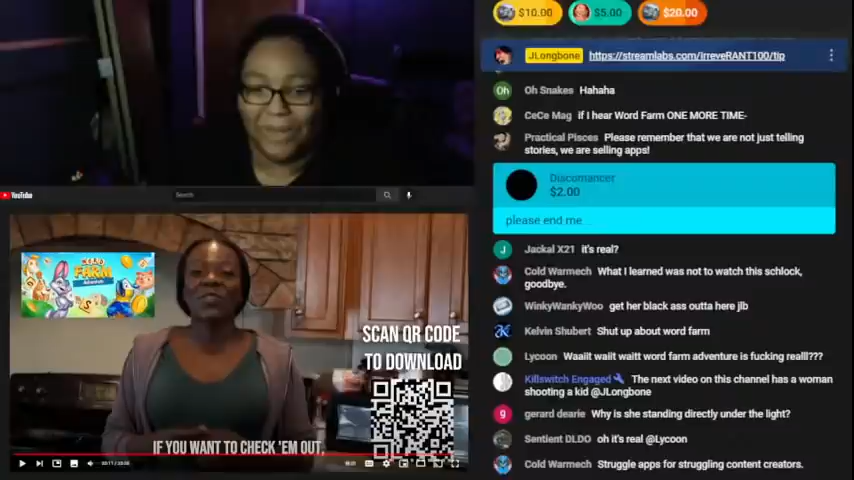 $10.00
$5.00
$20.00
JLongbone https://streamlabs.com/irreveRANT100/tip
Oh Oh Snakes Hahaha
CeCe Mag if I hear Word Farm ONE MORE TIME-
Practical Pisces Please remember that we are not just telling
stories, we are selling apps!
Discomancer
$2.00
please end me...
J Jackal X21 it's real?
Cold Warmech What I learned was not to watch this schlock,
goodbye.
WinkyWankyWoo get her black ass outta here jlb
Kelvin Shubert Shut up about word farm
Lycoon Waaiit waiit waitt word farm adventure is fucking realll???
Killswitch Engaged The next video on this channel has a woman
shooting a kid @JLongbone
g gerard dearie Why is she standing directly under the light?
Sentient DLDO oh it's real @Lycoon
Cold Warmech Struggle apps for struggling content creators.
YouTube
Search
WORD
FARM
Adventure
SCAN QR CODE
TO DOWNLOAD
IF YOU WANT TO CHECK 'EM OUT,